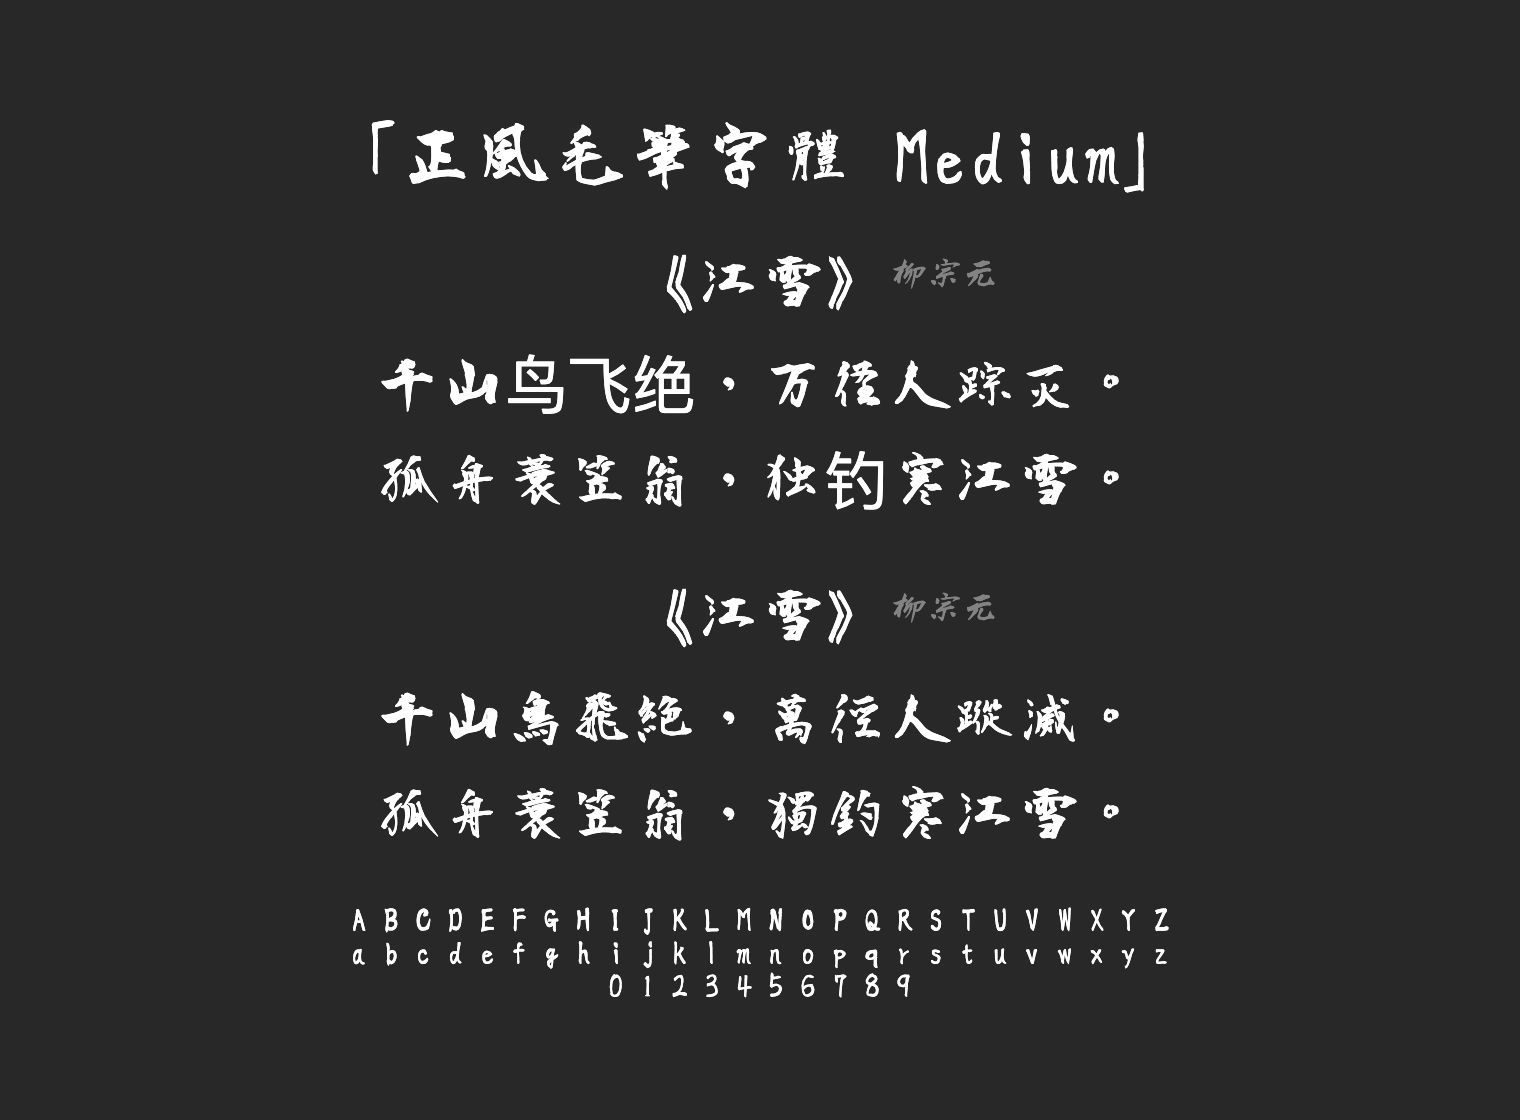 「正風毛筆字體 Medium」
《江雪》 柳宗元
千山鸟飞绝，万徑人踪灭。
孤舟蓑笠翁，独钓寒江雪。
《江雪》 柳宗元
千山鳥飛絕，萬徑人蹤滅。
孤舟蓑笠翁，獨釣寒江雪。
A B C D E F G H I J K L M N O P Q R S T U V W X Y Z
a b c d e f g h i j k l m n o p q r s t u v w x y z
0 1 2 3 4 5 6 7 8 9